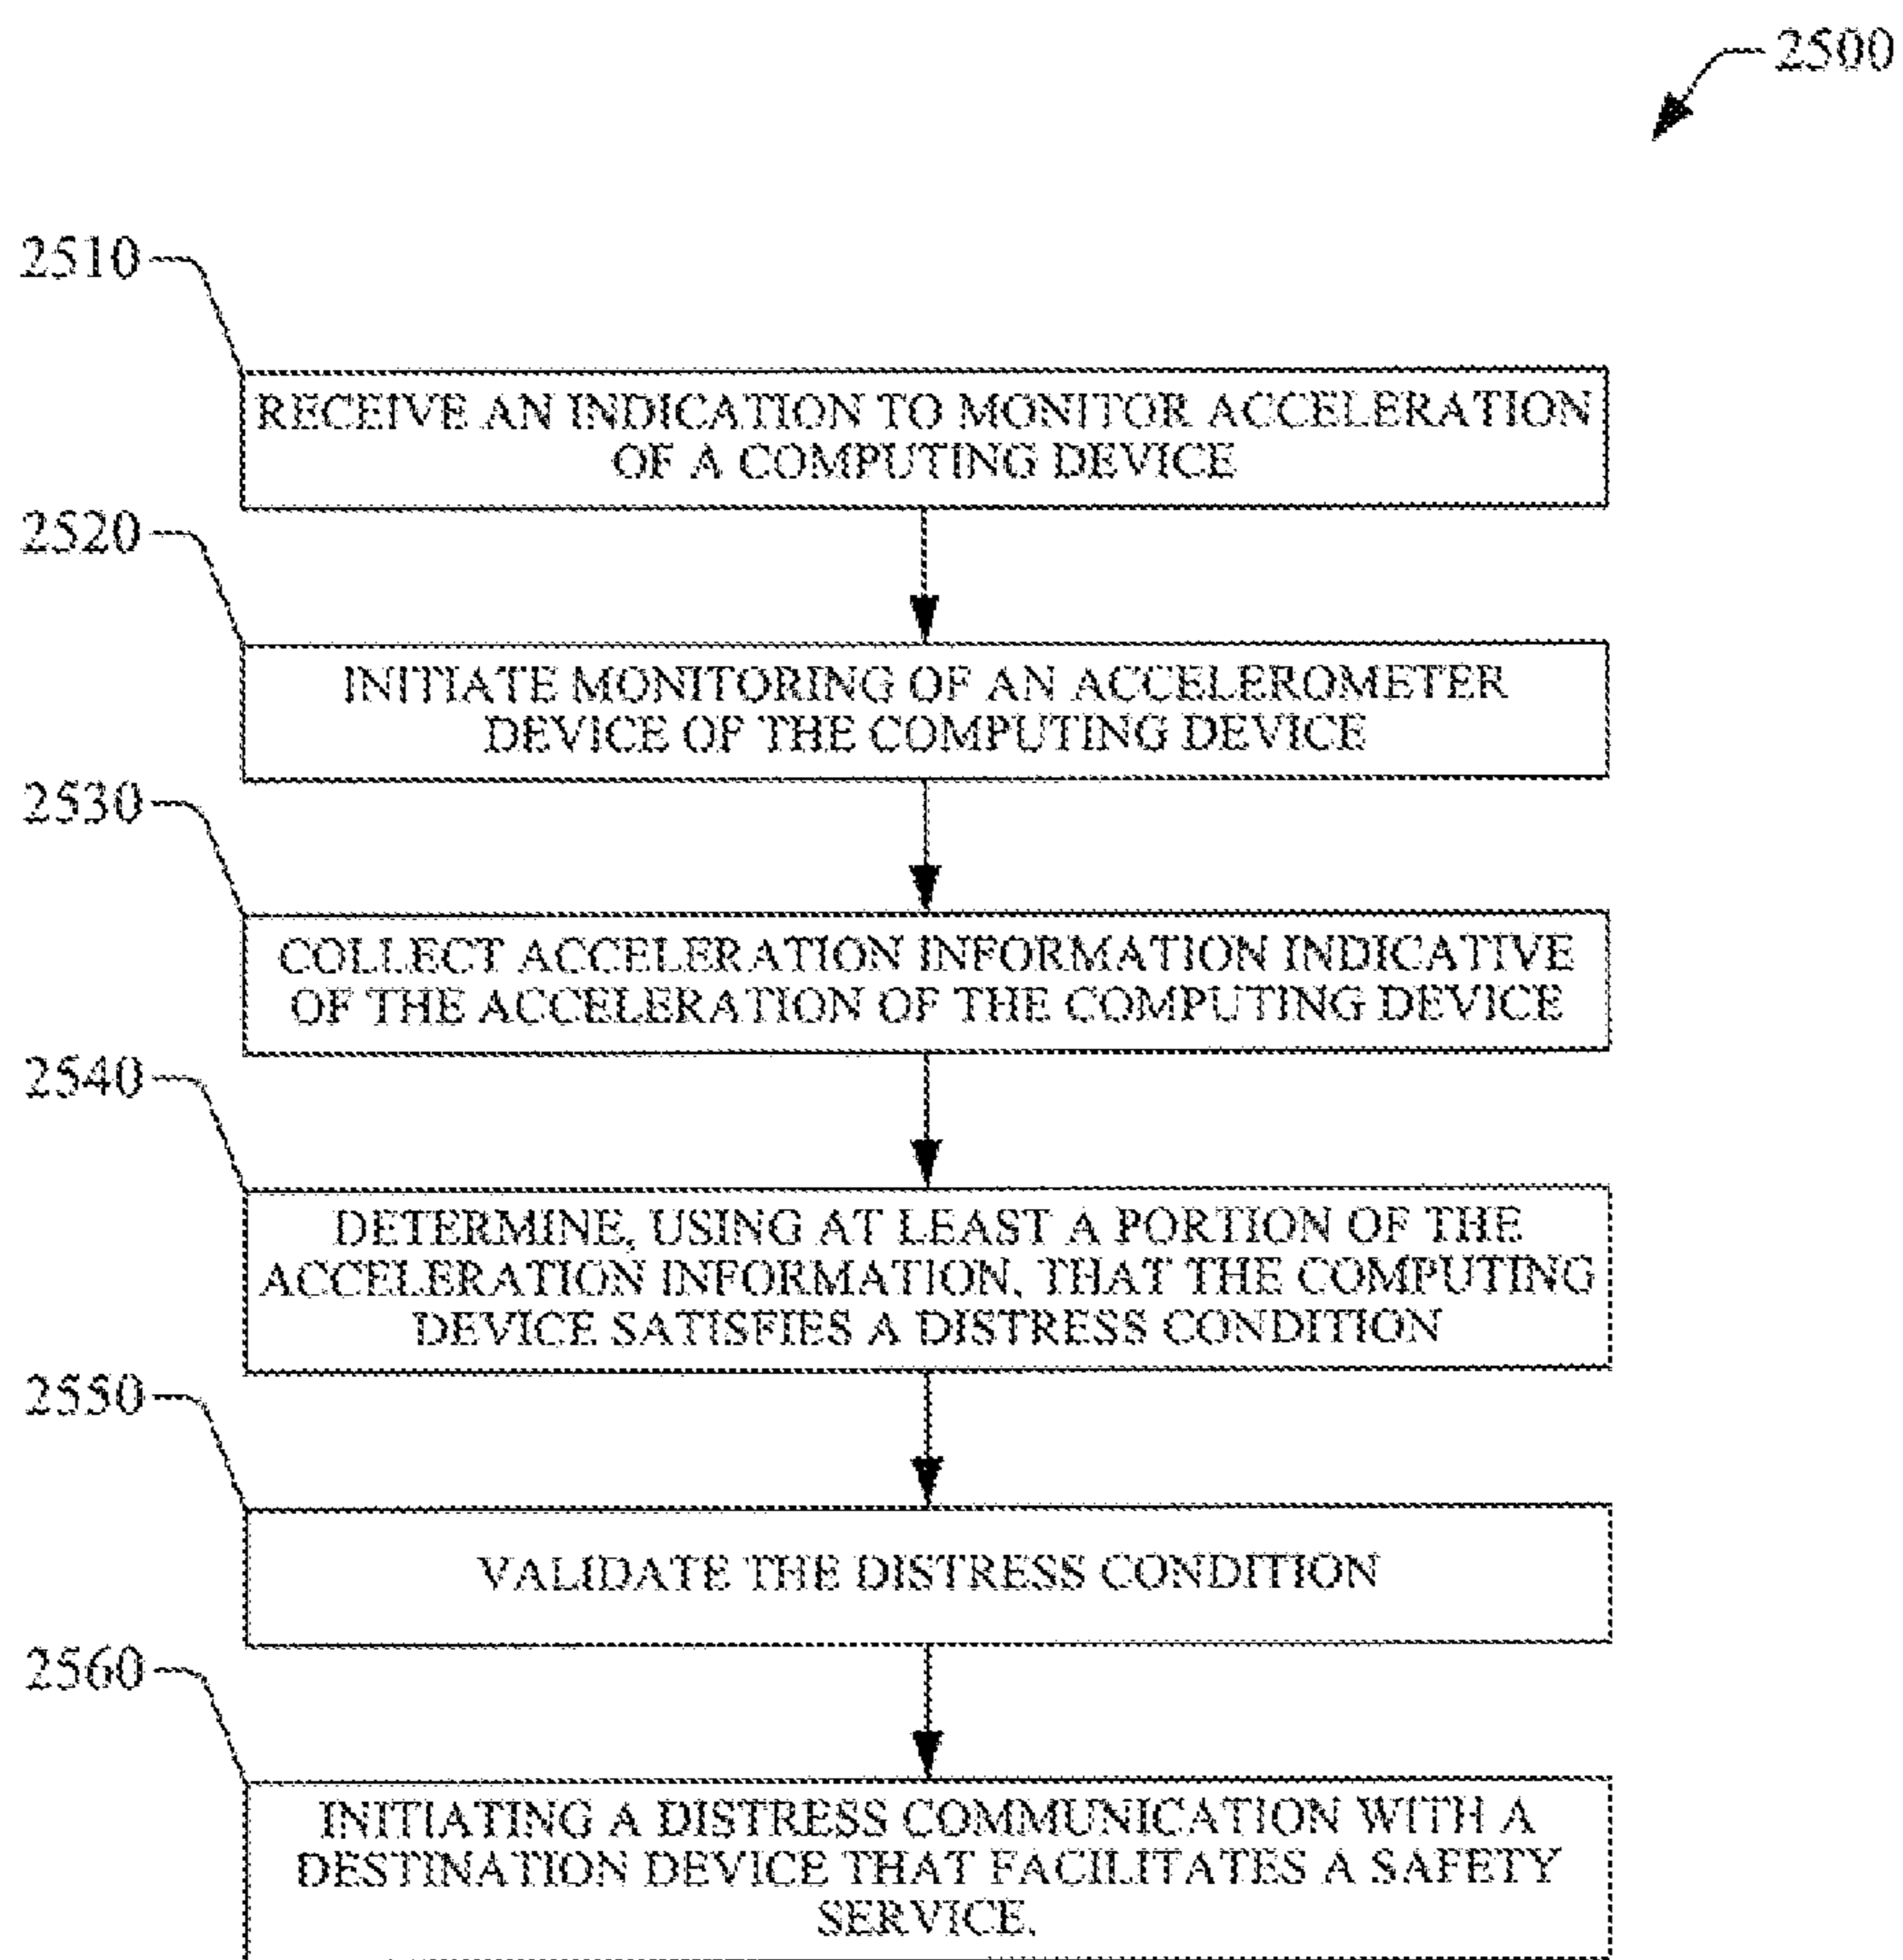 2500
2510
RECEIVE AN INDICATION TO MONITOR ACCELERATION
OF A COMPUTING DEVICE
2520
INITIATE MONITORING OF AN ACCELEROMETER
DEVICE OF THE COMPUTING DEVICE
2530
COLLECT ACCELERATION INFORMATION INDICATIVE
OF THE ACCELERATION OF THE COMPUTING DEVICE
2540
DETERMINE, USING AT LEAST A PORTION OF THE
ACCELERATION INFORMATION, THAT THE COMPUTING
DEVICE SATISFIES A DISTRESS CONDITION
2550
VALIDATE THE DISTRESS CONDITION
2560
INITIATING A DISTRESS COMMUNICATION WITH A
DESTINATION DEVICE THAT FACILITATES A SAFETY
SERVICE.